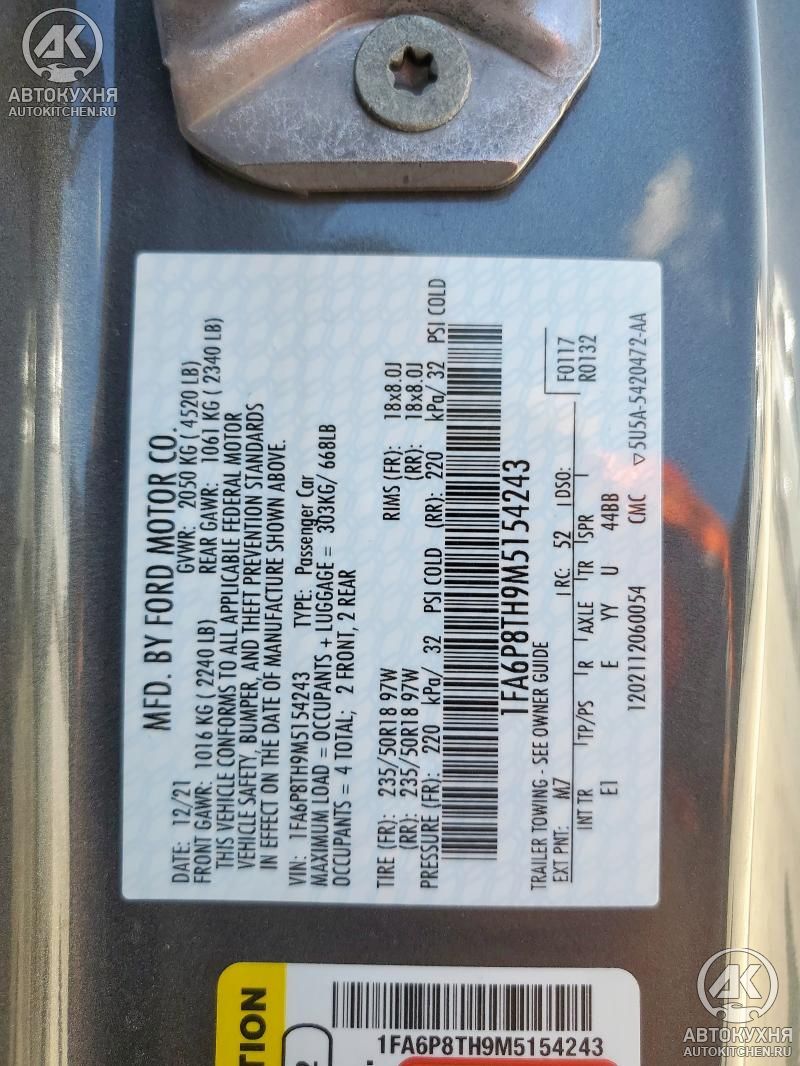 АВТОКУХНЯ
AUTOKITCHEN.RU
MFD. BY FORD MOTOR CO.
DATE: 12/21 GVWR: 2050 KG ( 4520 LB)
FRONT GAWR: 1016 KG ( 2240 LB) REAR GAWR: 1061 KG ( 2340 LB)
THIS VEHICLE CONFORMS TO ALL APPLICABLE FEDERAL MOTOR
VEHICLE SAFETY, BUMPER, AND THEFT PREVENTION STANDARDS
IN EFFECT ON THE DATE OF MANUFACTURE SHOWN ABOVE.
VIN: 1FA6P8TH9M5154243 TYPE: Passenger Car
MAXIMUM LOAD = OCCUPANTS + LUGGAGE = 303KG/ 668LB
OCCUPANTS = 4 TOTAL; 2 FRONT, 2 REAR
TIRE (FR): 235/50R18 97W RIMS (FR): 18x8.0J
(RR): 235/50R18 97W (RR): 18x8.0J
PRESSURE (FR): 220 kPa/ 32 PSI COLD (RR): 220 kPa/ 32 PSI COLD
1FA6P8TH9M5154243
TRAILER TOWING - SEE OWNER GUIDE
EXT PNT: M7 RC: 52 DSO: F0117
INT TR TP/PS R AXLE TR SPR R0132
E1 E YY U 44BB
1202112060054 CMC ▽5U5A-5420472-AA
TION
1FA6P8TH9M5154243
АВТОКУХНЯ
AUTOKITCHEN.RU